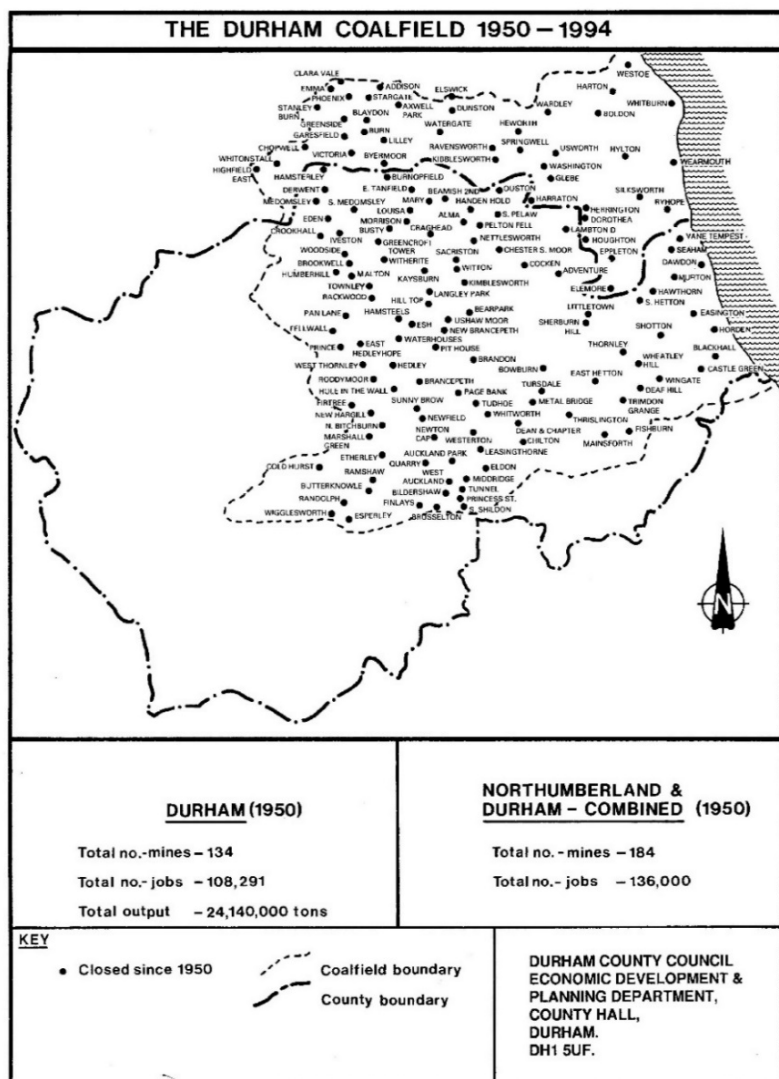 THE DURHAM COALFIELD 1950 – 1994
WESTOE
CLARA VALE
EMMA
ADDISON
ELSWICK
HARTON
PHOENIX
STARGATE
STANLEY
BURN
AXWELL
PARK
DUNSTON
WARDLEY
WHITBURN
BLAYDON
BOLDON
GREENSIDE
BURN
WATERGATE
HEWORTH
GARESFIELD
LILLEY
SPRINGWELL
CHOPWELL
RAVENSWORTH
USWORTH
HYLTON
VICTORIA
BYERMOOR
KIBBLESWORTH
WHITONSTALL
WASHINGTON
WEARMOUTH
HIGHFIELD
EAST
HAMSTERLEY
BURNOPFIELD
GLEBE
DERWENT
E. TANFIELD
BEAMISH 2ND
OUSTON
SILKSWORTH
MEDOMSLEY
S. MEDOMSLEY
MARY
HANDEN HOLD
HARRATON
HERRINGTON
RYHOPE
LOUISA
ALMA
S. PELAW
DOROTHEA
EDEN
MORRISON
BUSTY
CRAGHEAD
PELTON FELL
LAMBTON D
VANE TEMPEST
CROOKHALL
IVESTON
GREENCROFT
TOWER
NETTLESWORTH
HOUGHTON
SEAHAM
WOODSIDE
SACRISTON
CHESTER S. MOOR
EPPLETON
BROOKWELL
WITHERITE
DAWDON
HUMBERHILL
MALTON
KAYSBURN
WITTON
COCKEN
ADVENTURE
MURTON
TOWNLEY
KIMBLESWORTH
ELEMORE
HAWTHORN
RACKWOOD
LANGLEY PARK
HILL TOP
LITTLETOWN
S. HETTON
PAN LANE
HAMSTEELS
BEARPARK
EASINGTON
ESH
USHAW MOOR
SHERBURN
HILL
FELLWALL
NEW BRANCEPETH
SHOTTON
HORDEN
WATERHOUSES
PRINCE
EAST
HEDLEYHOPE
PIT HOUSE
THORNLEY
BLACKHALL
WEST THORNLEY
HEDLEY
BRANDON
WHEATLEY
HILL
BOWBURN
CASTLE GREEN
RODDYMOOR
BRANCEPETH
EAST HETTON
WINGATE
HOLE IN THE WALL
PAGE BANK
TURSDALE
DEAF HILL
FIRTREE
SUNNY BROW
TUDHOE
METAL BRIDGE
TRIMDON
GRANGE
NEW HARGILL
NEWFIELD
WHITWORTH
THRISLINGTON
N. BITCHBURN
NEWTON
CAP
DEAN & CHAPTER
FISHBURN
MARSHALL
GREEN
WESTERTON
CHILTON
MAINSFORTH
LEASINGTHORNE
ETHERLEY
AUCKLAND PARK
COLD HURST
QUARRY
ELDON
RAMSHAW
WEST
AUCKLAND
MIDDRIDGE
BUTTERKNOWLE
BILDERSHAW
TUNNEL
RANDOLPH
FINLAYS
PRINCESS ST.
WIGGLESWORTH
ESPERLEY
BRUSSELTON
S. SHILDON
N
DURHAM (1950)
Total no.-mines – 134
Total no.- jobs – 108,291
Total output – 24,140,000 tons
NORTHUMBERLAND &
DURHAM – COMBINED (1950)
Total no. - mines – 184
Total no.- jobs – 136,000
KEY
• Closed since 1950
Coalfield boundary
County boundary
DURHAM COUNTY COUNCIL
ECONOMIC DEVELOPMENT &
PLANNING DEPARTMENT,
COUNTY HALL,
DURHAM.
DH1 5UF.